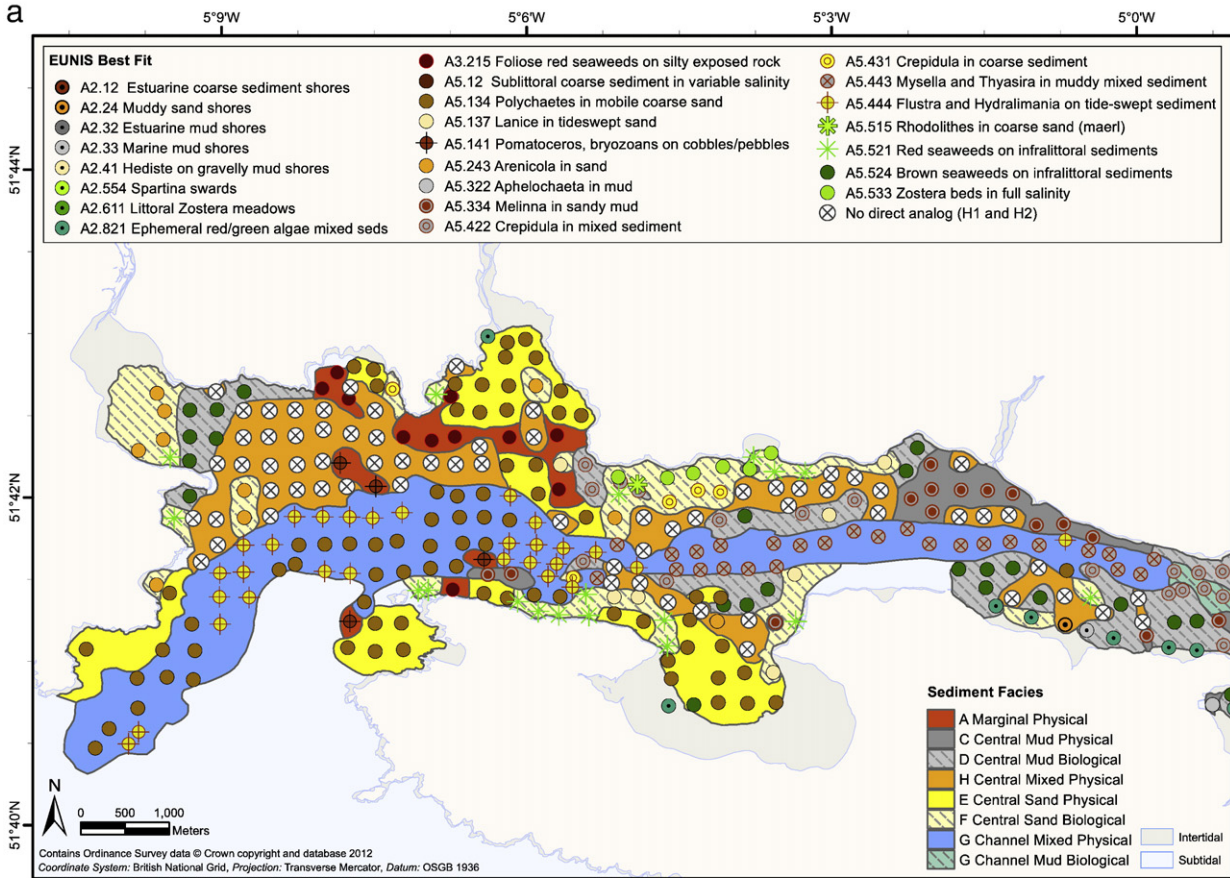 a
5°9'W
5°6'W
5°3'W
5°0'W
51°44'N
51°42'N
51°40'N
EUNIS Best Fit
A2.12 Estuarine coarse sediment shores
A2.24 Muddy sand shores
A2.32 Estuarine mud shores
A2.33 Marine mud shores
A2.41 Hediste on gravelly mud shores
A2.554 Spartina swards
A2.611 Littoral Zostera meadows
A2.821 Ephemeral red/green algae mixed seds
A3.215 Foliose red seaweeds on silty exposed rock
A5.12 Sublittoral coarse sediment in variable salinity
A5.134 Polychaetes in mobile coarse sand
A5.137 Lanice in tideswept sand
A5.141 Pomatoceros, bryozoans on cobbles/pebbles
A5.243 Arenicola in sand
A5.322 Aphelochaeta in mud
A5.334 Melinna in sandy mud
A5.422 Crepidula in mixed sediment
A5.431 Crepidula in coarse sediment
A5.443 Mysella and Thyasira in muddy mixed sediment
A5.444 Flustra and Hydralimania on tide-swept sediment
A5.515 Rhodolithes in coarse sand (maerl)
A5.521 Red seaweeds on infralittoral sediments
A5.524 Brown seaweeds on infralittoral sediments
A5.533 Zostera beds in full salinity
No direct analog (H1 and H2)
Sediment Facies
A Marginal Physical
C Central Mud Physical
D Central Mud Biological
H Central Mixed Physical
E Central Sand Physical
F Central Sand Biological
G Channel Mixed Physical
G Channel Mud Biological
Intertidal
Subtidal
N
0 500 1,000
Meters
Contains Ordinance Survey data © Crown copyright and database 2012
Coordinate System: British National Grid, Projection: Transverse Mercator, Datum: OSGB 1936